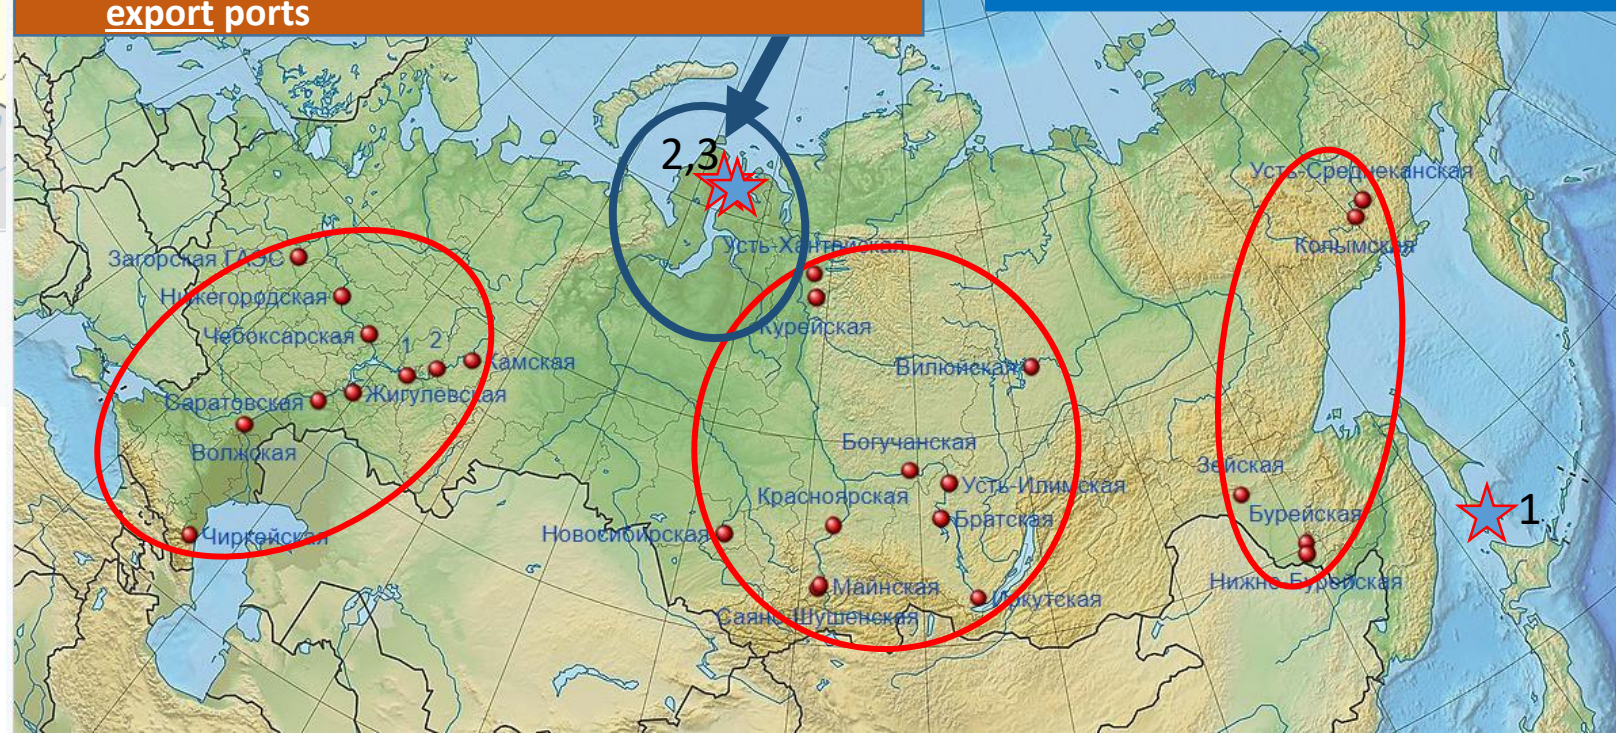 export ports
2,3
Усть-Среднеканская
Колымская
Усть-Хантайская
Загорская ГАЭС
Нижегородская
Курейская
Чебоксарская
1 2
Камская
Вилюйская
Жигулевская
Саратовская
Волжская
Богучанская
Зейская
Усть-Илимская
Красноярская
Бурейская
1
Братская
Новосибирская
Чиркейская
Нижне-Бурейская
Майнская
Иркутская
Саяно-Шушенская